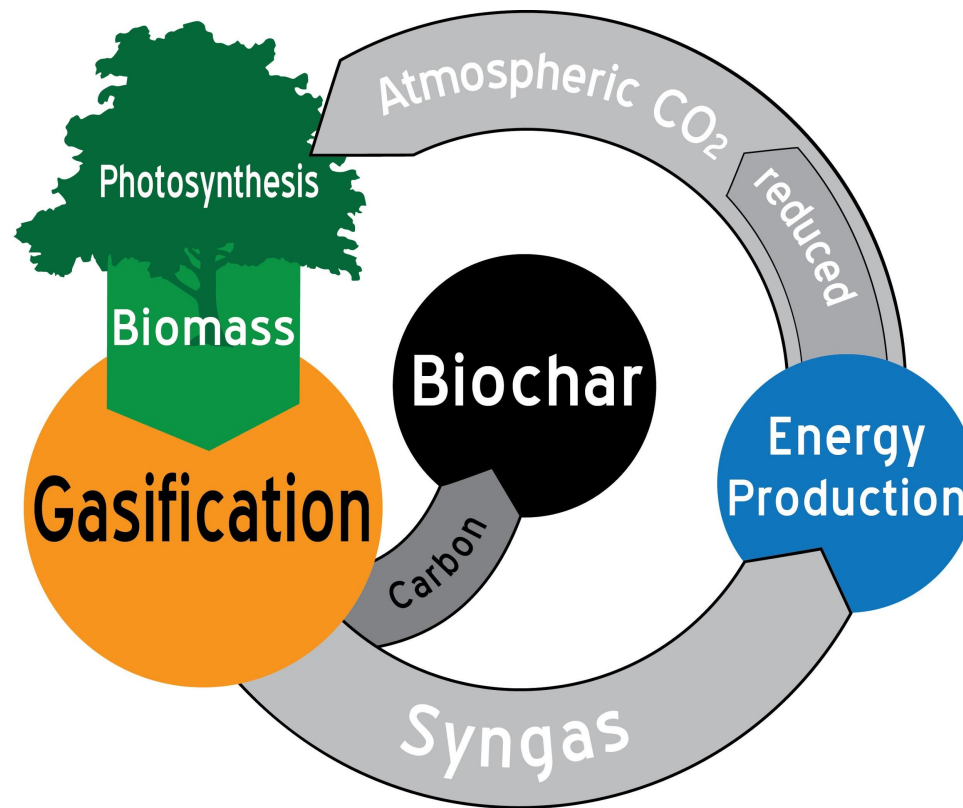 Atmospheric CO₂
reduced
Photosynthesis
Biomass
Biochar
Energy
Production
Gasification
Carbon
Syngas